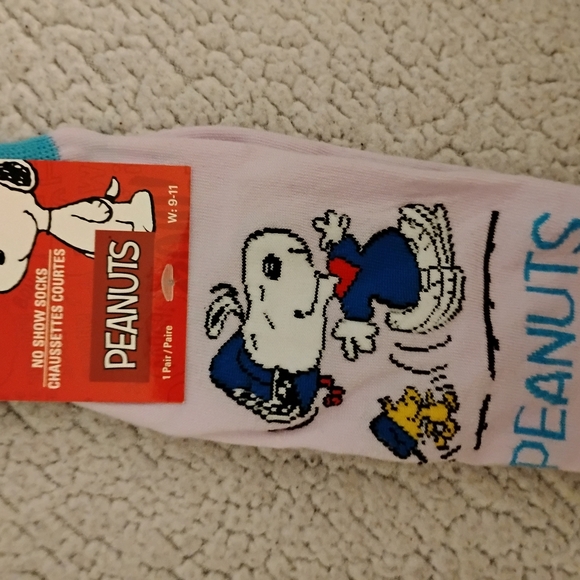 NO SHOW SOCKS
CHAUSSETTES COURTES
PEANUTS
1 Pair/Paire
W: 9-11
PEANUTS